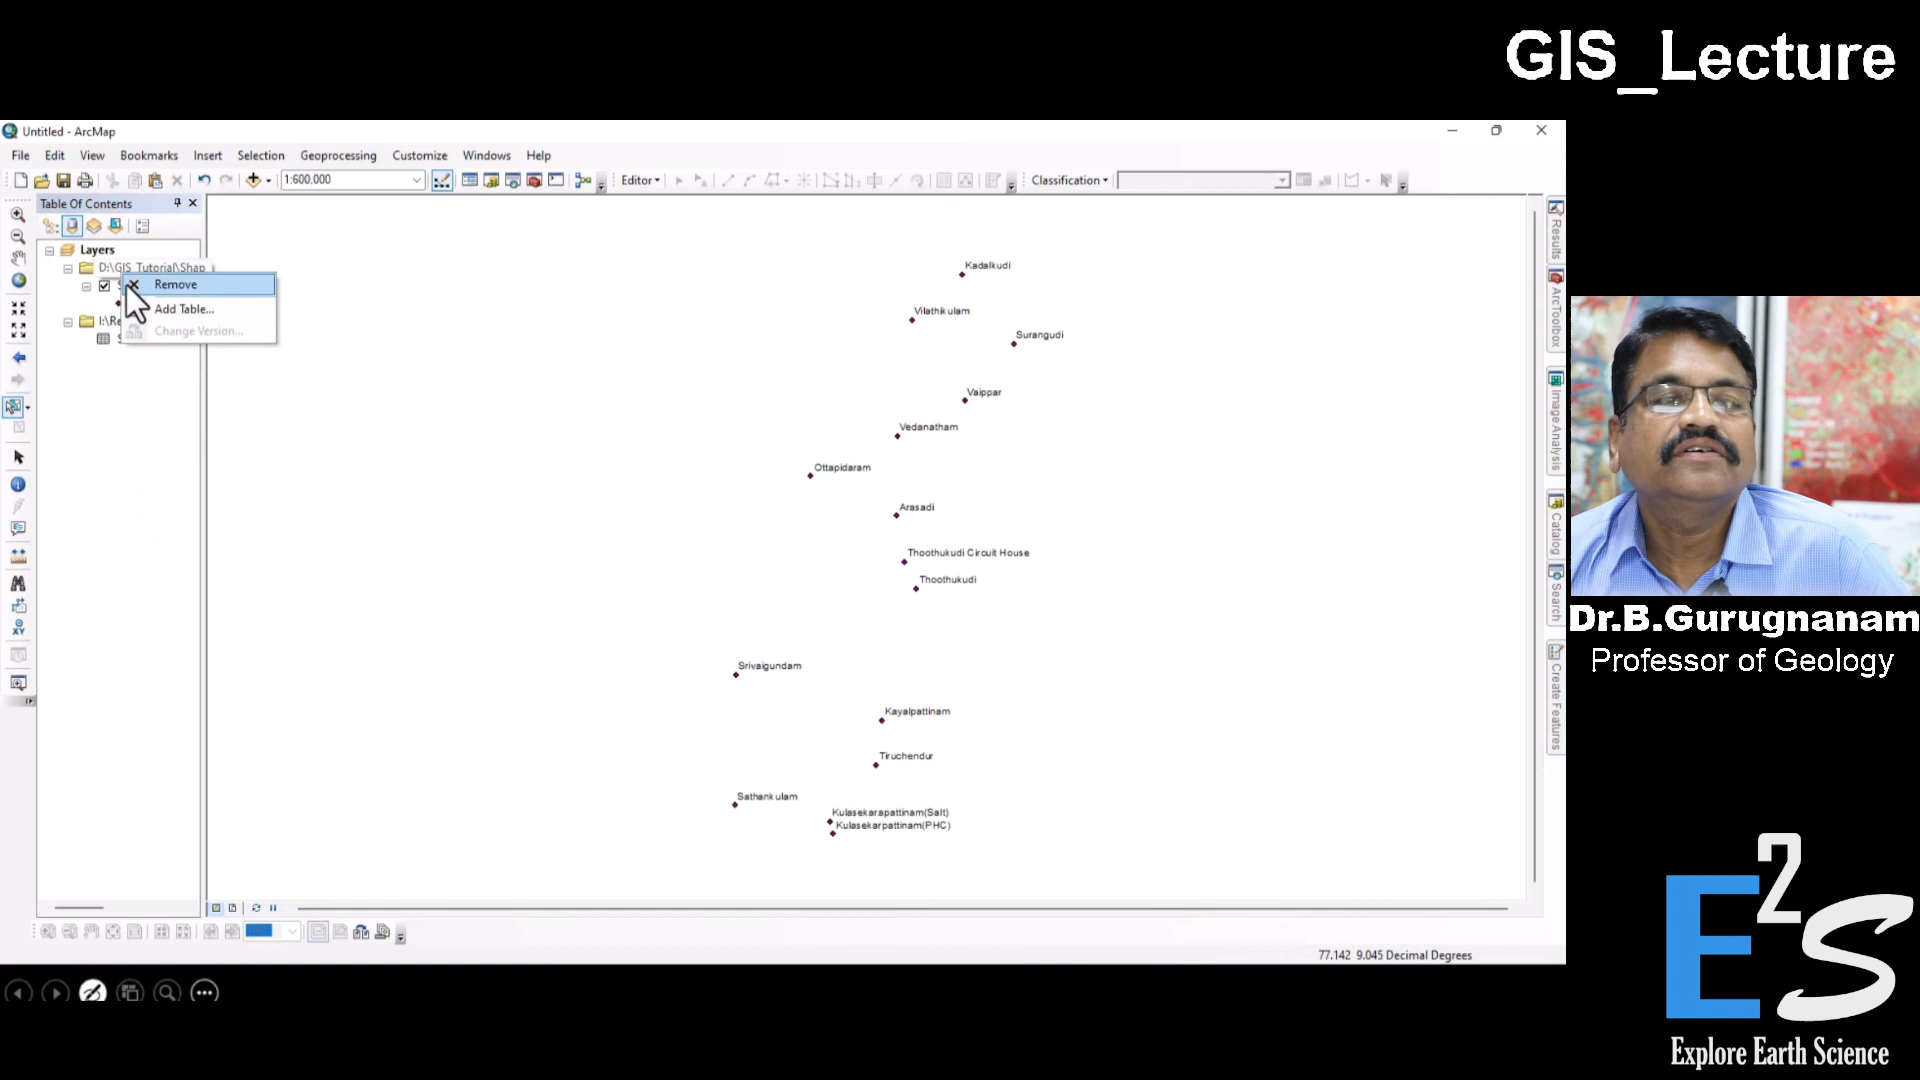 GIS_Lecture
Untitled - ArcMap
File Edit View Bookmarks Insert Selection Geoprocessing Customize Windows Help
1:600,000
Editor
Classification
Table Of Contents
Layers
D:\GIS_Tutorial\Shap
Remove
Add Table...
I:\Re
Change Version...
Kadalkudi
Vilathikulam
Surangudi
Vaippar
Vedanatham
Ottapidaram
Arasadi
Thoothukudi Circuit House
Thoothukudi
Srivaigundam
Kayalpattinam
Tiruchendur
Sathankulam
Kulasekarapattinam(Salt)
Kulasekarpattinam(PHC)
Results
ArcToolbox
Image Analysis
Catalog
Search
Create Features
77.142 9.045 Decimal Degrees
Dr.B.Gurugnanam
Professor of Geology
E2S
Explore Earth Science